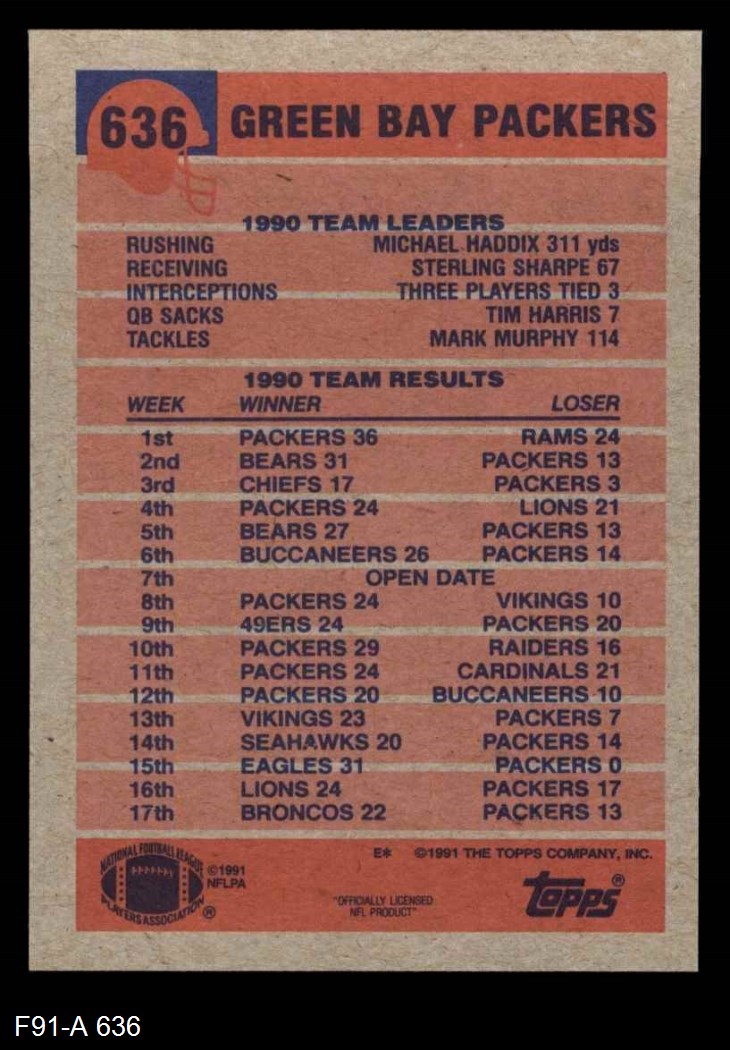 636 GREEN BAY PACKERS
1990 TEAM LEADERS
RUSHING MICHAEL HADDIX 311 yds
RECEIVING STERLING SHARPE 67
INTERCEPTIONS THREE PLAYERS TIED 3
QB SACKS TIM HARRIS 7
TACKLES MARK MURPHY 114
1990 TEAM RESULTS
WEEK WINNER LOSER
1st PACKERS 36 RAMS 24
2nd BEARS 31 PACKERS 13
3rd CHIEFS 17 PACKERS 3
4th PACKERS 24 LIONS 21
5th BEARS 27 PACKERS 13
6th BUCCANEERS 26 PACKERS 14
7th OPEN DATE
8th PACKERS 24 VIKINGS 10
9th 49ERS 24 PACKERS 20
10th PACKERS 29 RAIDERS 16
11th PACKERS 24 CARDINALS 21
12th PACKERS 20 BUCCANEERS 10
13th VIKINGS 23 PACKERS 7
14th SEAHAWKS 20 PACKERS 14
15th EAGLES 31 PACKERS 0
16th LIONS 24 PACKERS 17
17th BRONCOS 22 PACKERS 13
E* ©1991 THE TOPPS COMPANY, INC.
NATIONAL FOOTBALL LEAGUE
PLAYERS ASSOCIATION ®
©1991
NFLPA
"OFFICIALLY LICENSED
NFL PRODUCT"
topps®
F91-A 636